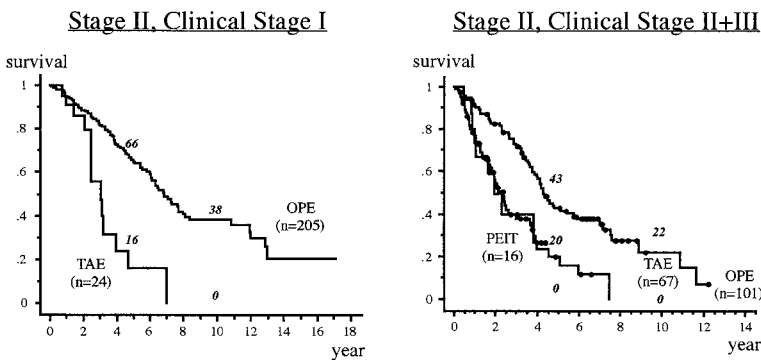 Stage II, Clinical Stage I
survival
1
.8
.6
.4
.2
0
66
38
16
0
OPE
(n=205)
TAE
(n=24)
0 2 4 6 8 10 12 14 16 18
year
Stage II, Clinical Stage II+III
survival
1
.8
.6
.4
.2
0
43
22
20
0
0
PEIT
(n=16)
TAE
(n=67)
OPE
(n=101)
0 2 4 6 8 10 12 14
year